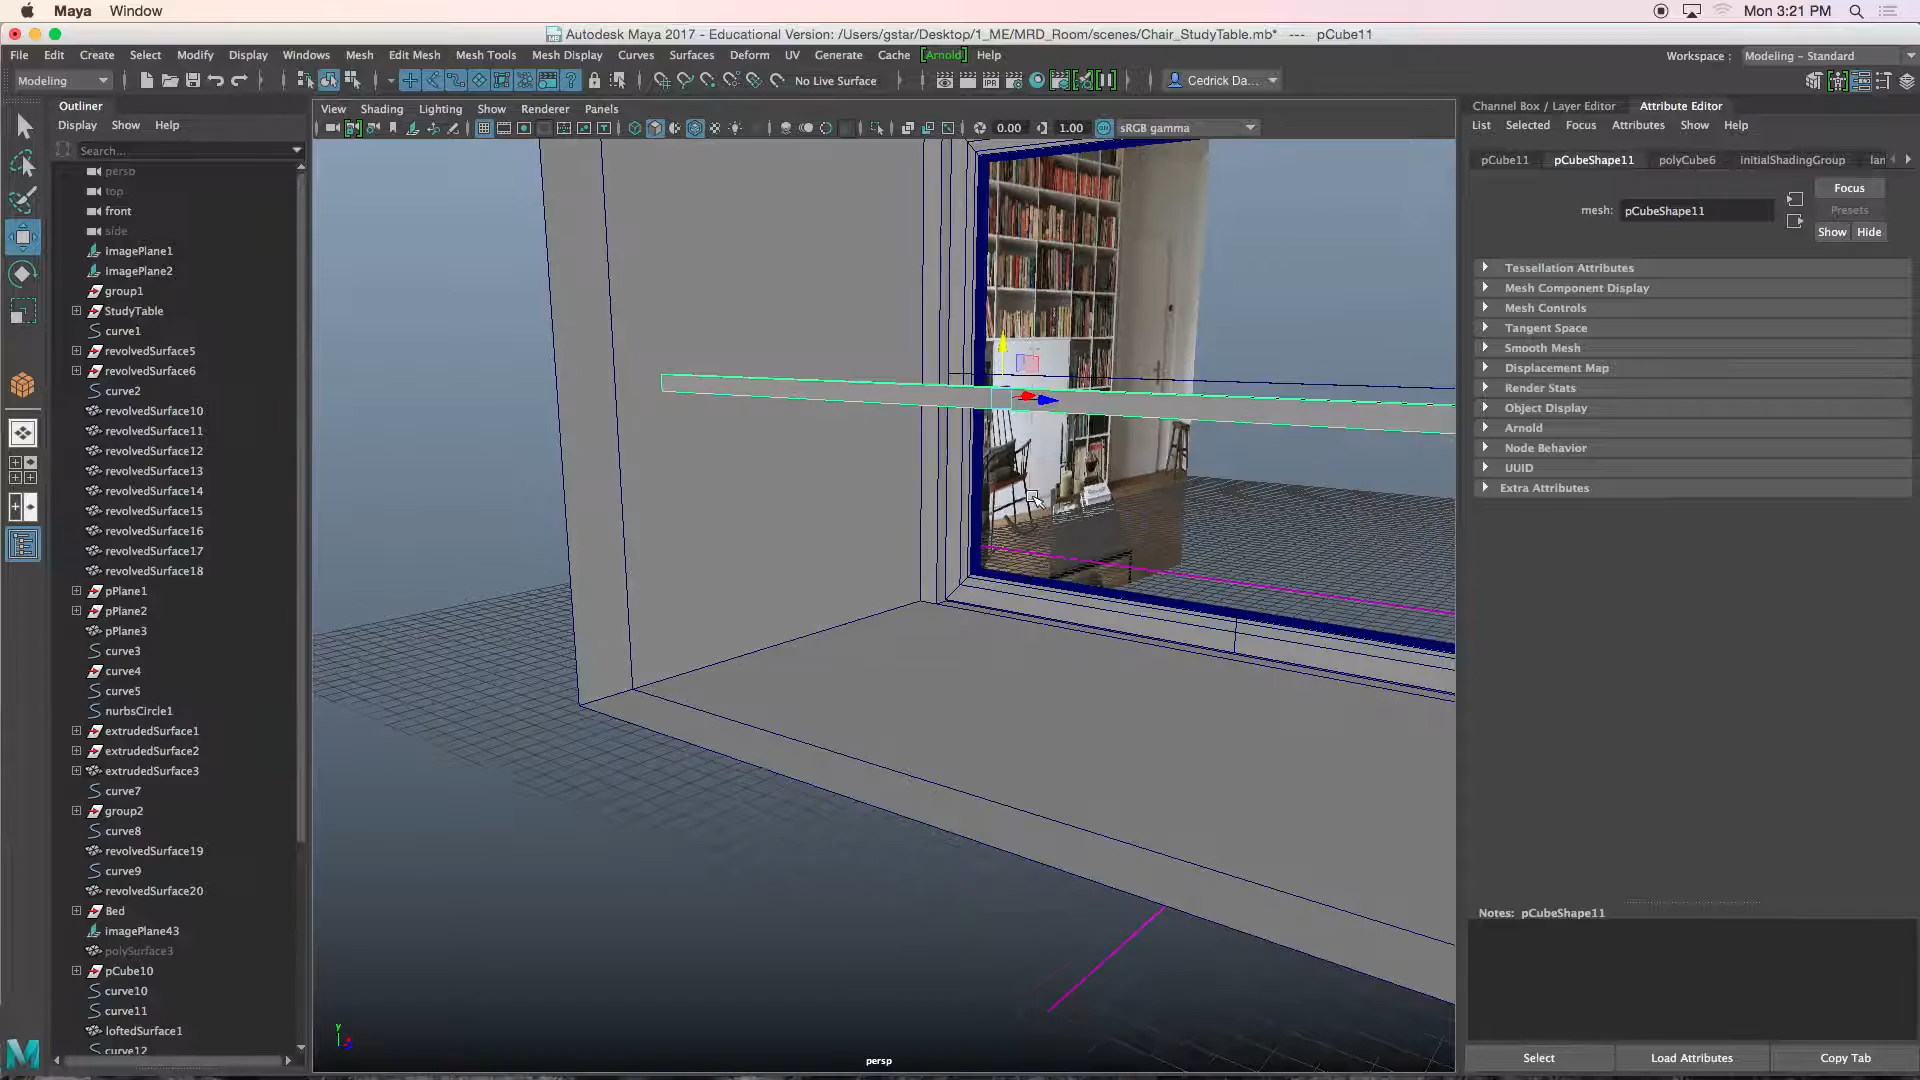 Maya Window Mon 3:21 PM
Autodesk Maya 2017 - Educational Version: /Users/gstar/Desktop/1_ME/MRD_Room/scenes/Chair_StudyTable.mb* --- pCube11
File Edit Create Select Modify Display Windows Mesh Edit Mesh Mesh Tools Mesh Display Curves Surfaces Deform UV Generate Cache [Arnold] Help Workspace : Modeling - Standard
Modeling No Live Surface Cedrick Da...
Outliner
Display Show Help
Search...
persp
top
front
side
imagePlane1
imagePlane2
group1
StudyTable
curve1
revolvedSurface5
revolvedSurface6
curve2
revolvedSurface10
revolvedSurface11
revolvedSurface12
revolvedSurface13
revolvedSurface14
revolvedSurface15
revolvedSurface16
revolvedSurface17
revolvedSurface18
pPlane1
pPlane2
pPlane3
curve3
curve4
curve5
nurbsCircle1
extrudedSurface1
extrudedSurface2
extrudedSurface3
curve7
group2
curve8
revolvedSurface19
curve9
revolvedSurface20
Bed
imagePlane43
polySurface3
pCube10
curve10
curve11
loftedSurface1
curve12
View Shading Lighting Show Renderer Panels
0.00 1.00 sRGB gamma
persp
y
Channel Box / Layer Editor Attribute Editor
List Selected Focus Attributes Show Help
pCube11 pCubeShape11 polyCube6 initialShadingGroup lan
Focus
mesh: pCubeShape11
Presets
Show Hide
Tessellation Attributes
Mesh Component Display
Mesh Controls
Tangent Space
Smooth Mesh
Displacement Map
Render Stats
Object Display
Arnold
Node Behavior
UUID
Extra Attributes
Notes: pCubeShape11
Select Load Attributes Copy Tab